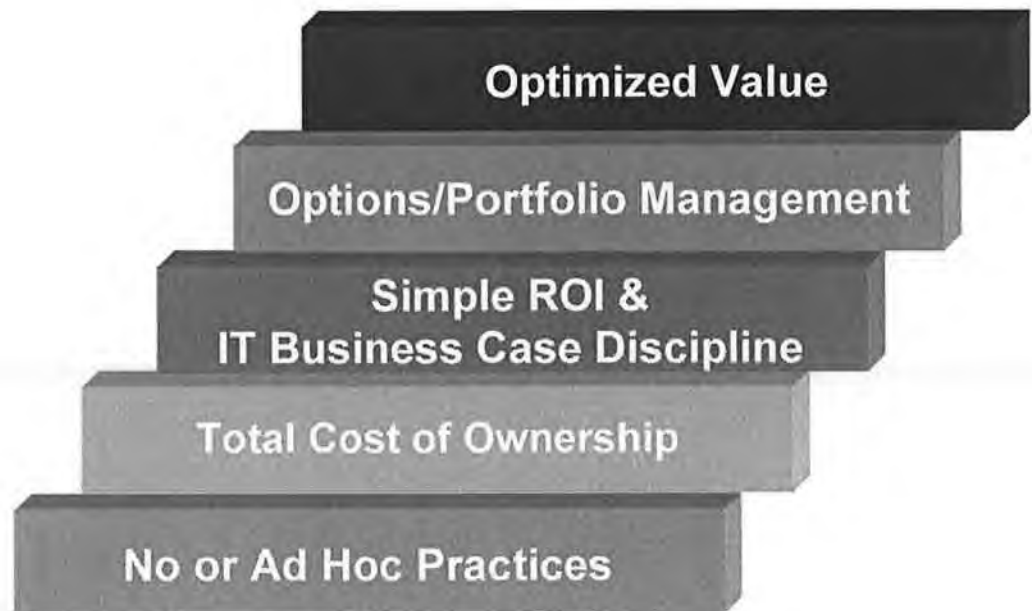 Optimized Value
Options/Portfolio Management
Simple ROI &
IT Business Case Discipline
Total Cost of Ownership
No or Ad Hoc Practices